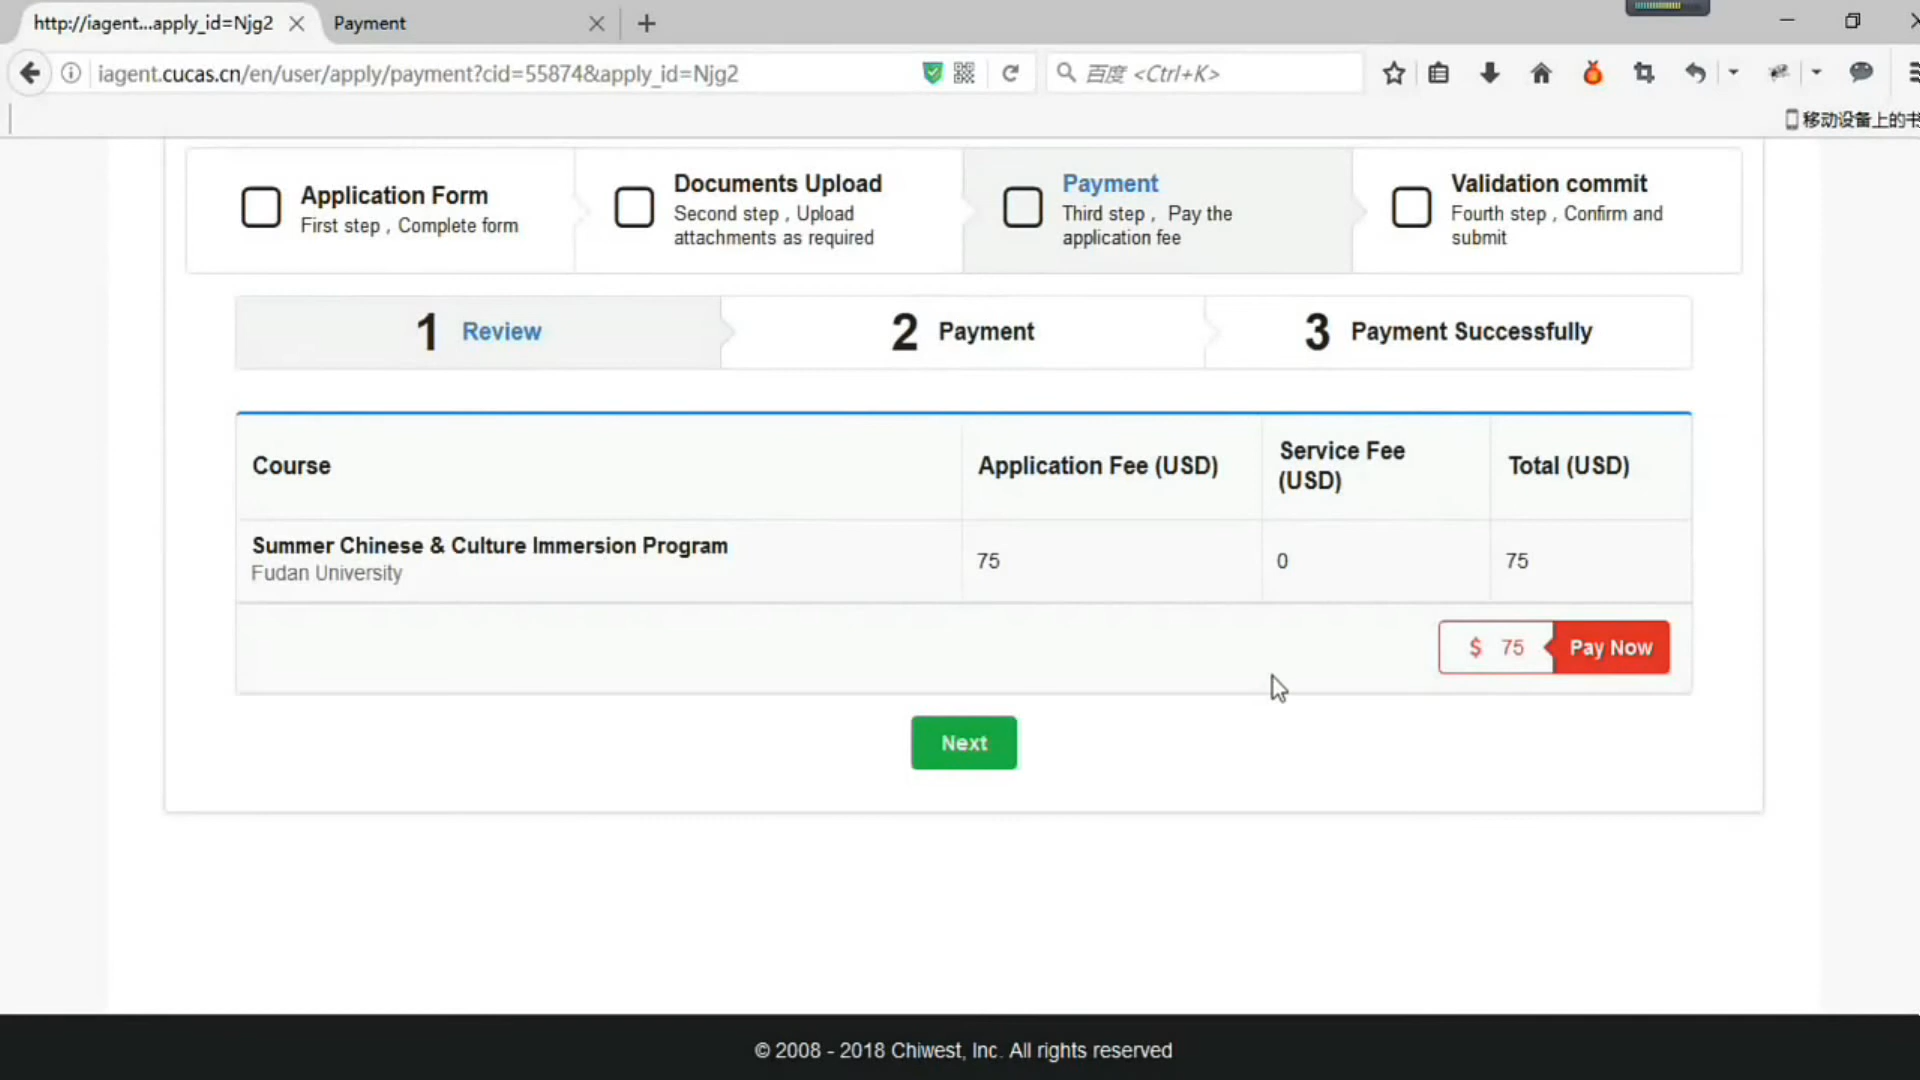 http://iagent...apply_id=Njg2
Payment
iagent.cucas.cn/en/user/apply/payment?cid=55874&apply_id=Njg2
百度 <Ctrl+K>
移动设备上的书
Application Form
First step , Complete form
Documents Upload
Second step , Upload
attachments as required
Payment
Third step , Pay the
application fee
Validation commit
Fourth step , Confirm and
submit
1 Review
2 Payment
3 Payment Successfully
Course
Application Fee (USD)
Service Fee
(USD)
Total (USD)
Summer Chinese & Culture Immersion Program
Fudan University
75
0
75
$ 75
Pay Now
Next
© 2008 - 2018 Chiwest, Inc. All rights reserved